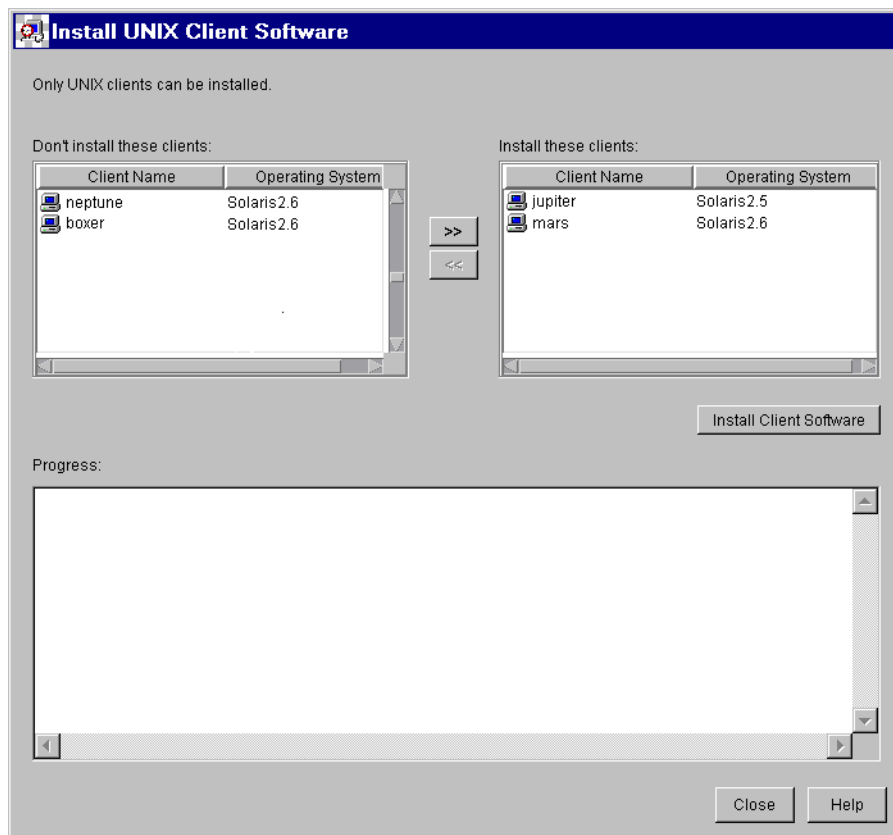 Install UNIX Client Software
Only UNIX clients can be installed.
Don't install these clients:
Client Name Operating System
neptune Solaris2.6
boxer Solaris2.6
>>
<<
Install these clients:
Client Name Operating System
jupiter Solaris2.5
mars Solaris2.6
Install Client Software
Progress:
Close Help